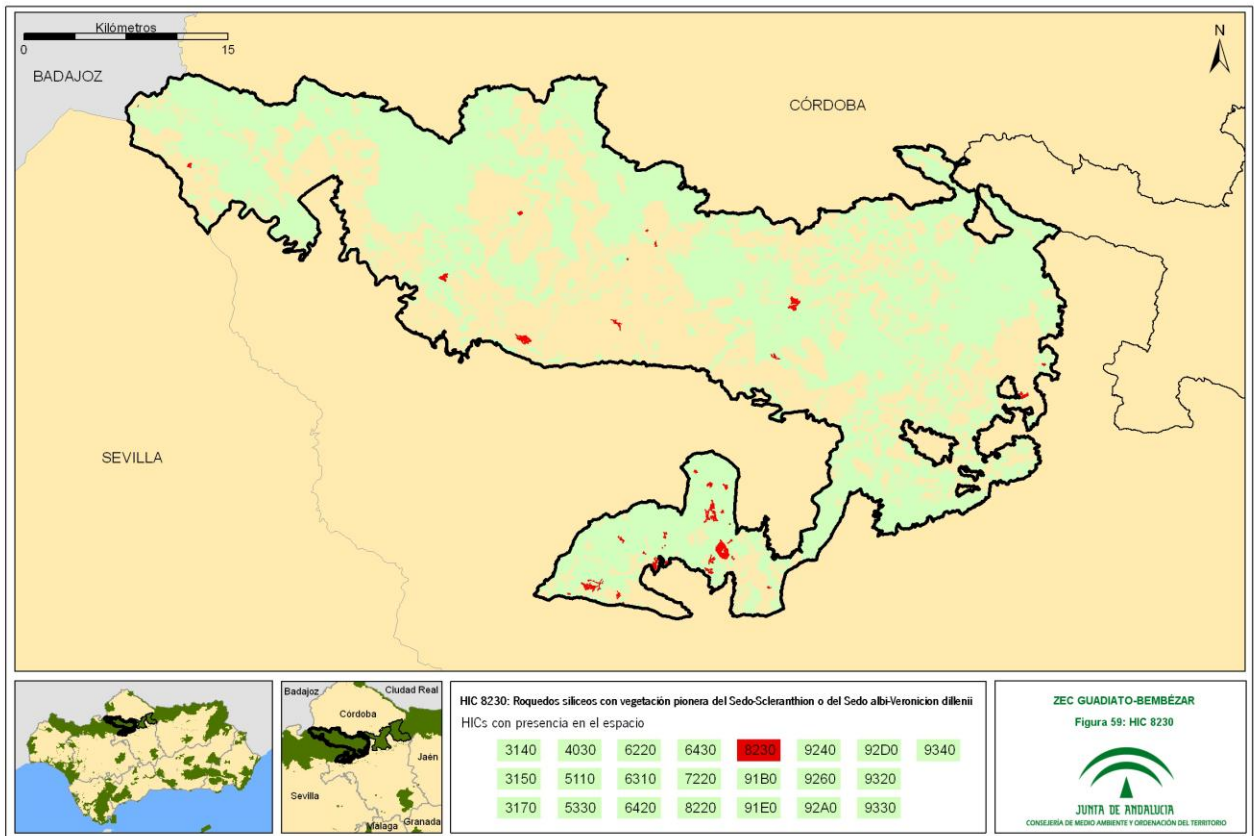 Kilómetros
0 15
N
BADAJOZ
CÓRDOBA
SEVILLA
Badajoz
Ciudad Real
Córdoba
Jaén
Sevilla
Málaga
Granada
HIC 8230: Roquedos silíceos con vegetación pionera del Sedo-Scleranthion o del Sedo albi-Veronicion dillenii
HICs con presencia en el espacio
3140 4030 6220 6430 8230 9240 92D0 9340
3150 5110 6310 7220 91B0 9260 9320
3170 5330 6420 8220 91E0 92A0 9330
ZEC GUADIATO-BEMBÉZAR
Figura 59: HIC 8230
JUNTA DE ANDALUCIA
CONSEJERÍA DE MEDIO AMBIENTE Y ORDENACIÓN DEL TERRITORIO